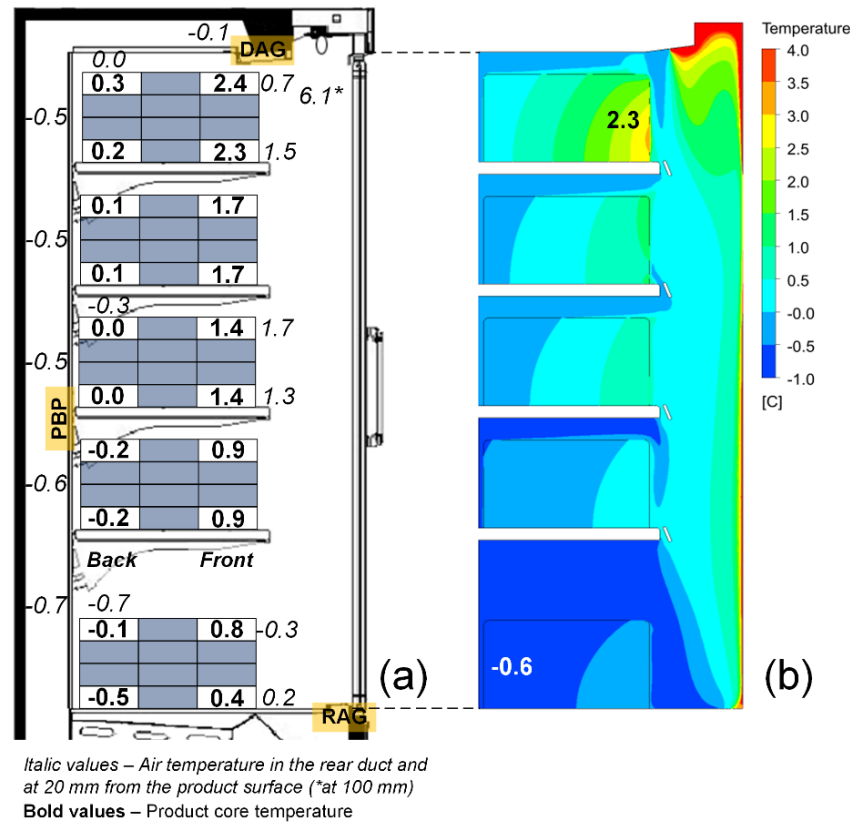 -0.1
DAG
0.0
0.3 2.4 0.7
6.1*
-0.5
0.2 2.3 1.5
0.1 1.7
-0.5
0.1 1.7
-0.3
0.0 1.4 1.7
-0.5
0.0 1.4 1.3
PBP
-0.2 0.9
-0.6
-0.2 0.9
Back Front
-0.7
-0.7
-0.1 0.8 -0.3
-0.5 0.4 0.2
RAG
(a)
Temperature
4.0
3.5
3.0
2.5
2.0
1.5
1.0
0.5
-0.0
-0.5
-1.0
[C]
2.3
-0.6
(b)
Italic values – Air temperature in the rear duct and
at 20 mm from the product surface (*at 100 mm)
Bold values – Product core temperature